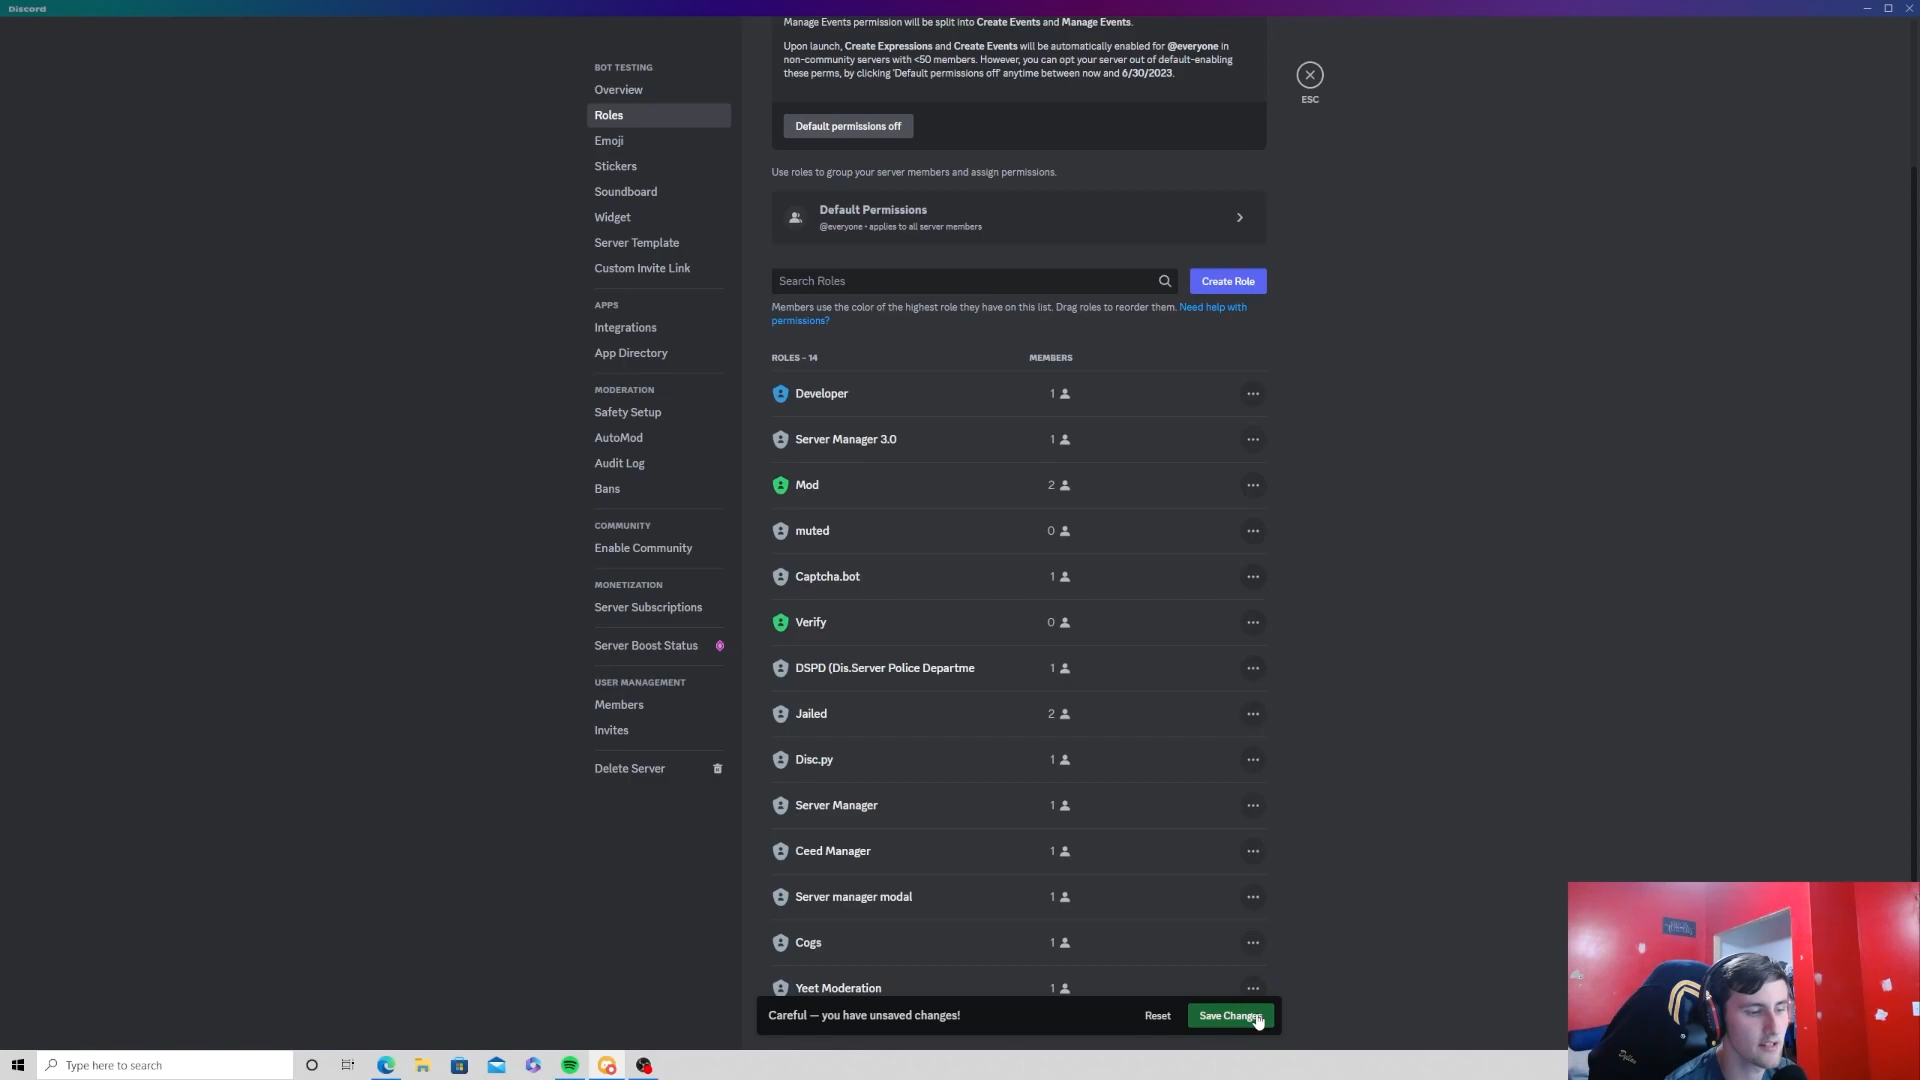 Discord
Manage Events permission will be split into Create Events and Manage Events.
Upon launch, Create Expressions and Create Events will be automatically enabled for @everyone in
non-community servers with <50 members. However, you can opt your server out of default-enabling
these perms, by clicking 'Default permissions off' anytime between now and 6/30/2023.
Default permissions off
ESC
BOT TESTING
Overview
Roles
Emoji
Stickers
Soundboard
Widget
Server Template
Custom Invite Link
APPS
Integrations
App Directory
MODERATION
Safety Setup
AutoMod
Audit Log
Bans
COMMUNITY
Enable Community
MONETIZATION
Server Subscriptions
Server Boost Status
USER MANAGEMENT
Members
Invites
Delete Server
Use roles to group your server members and assign permissions.
Default Permissions
@everyone • applies to all server members
Search Roles
Create Role
Members use the color of the highest role they have on this list. Drag roles to reorder them. Need help with
permissions?
ROLES – 14 MEMBERS
Developer 1
Server Manager 3.0 1
Mod 2
muted 0
Captcha.bot 1
Verify 0
DSPD (Dis.Server Police Departme 1
Jailed 2
Disc.py 1
Server Manager 1
Ceed Manager 1
Server manager modal 1
Cogs 1
Yeet Moderation 1
Careful — you have unsaved changes! Reset Save Changes
Type here to search